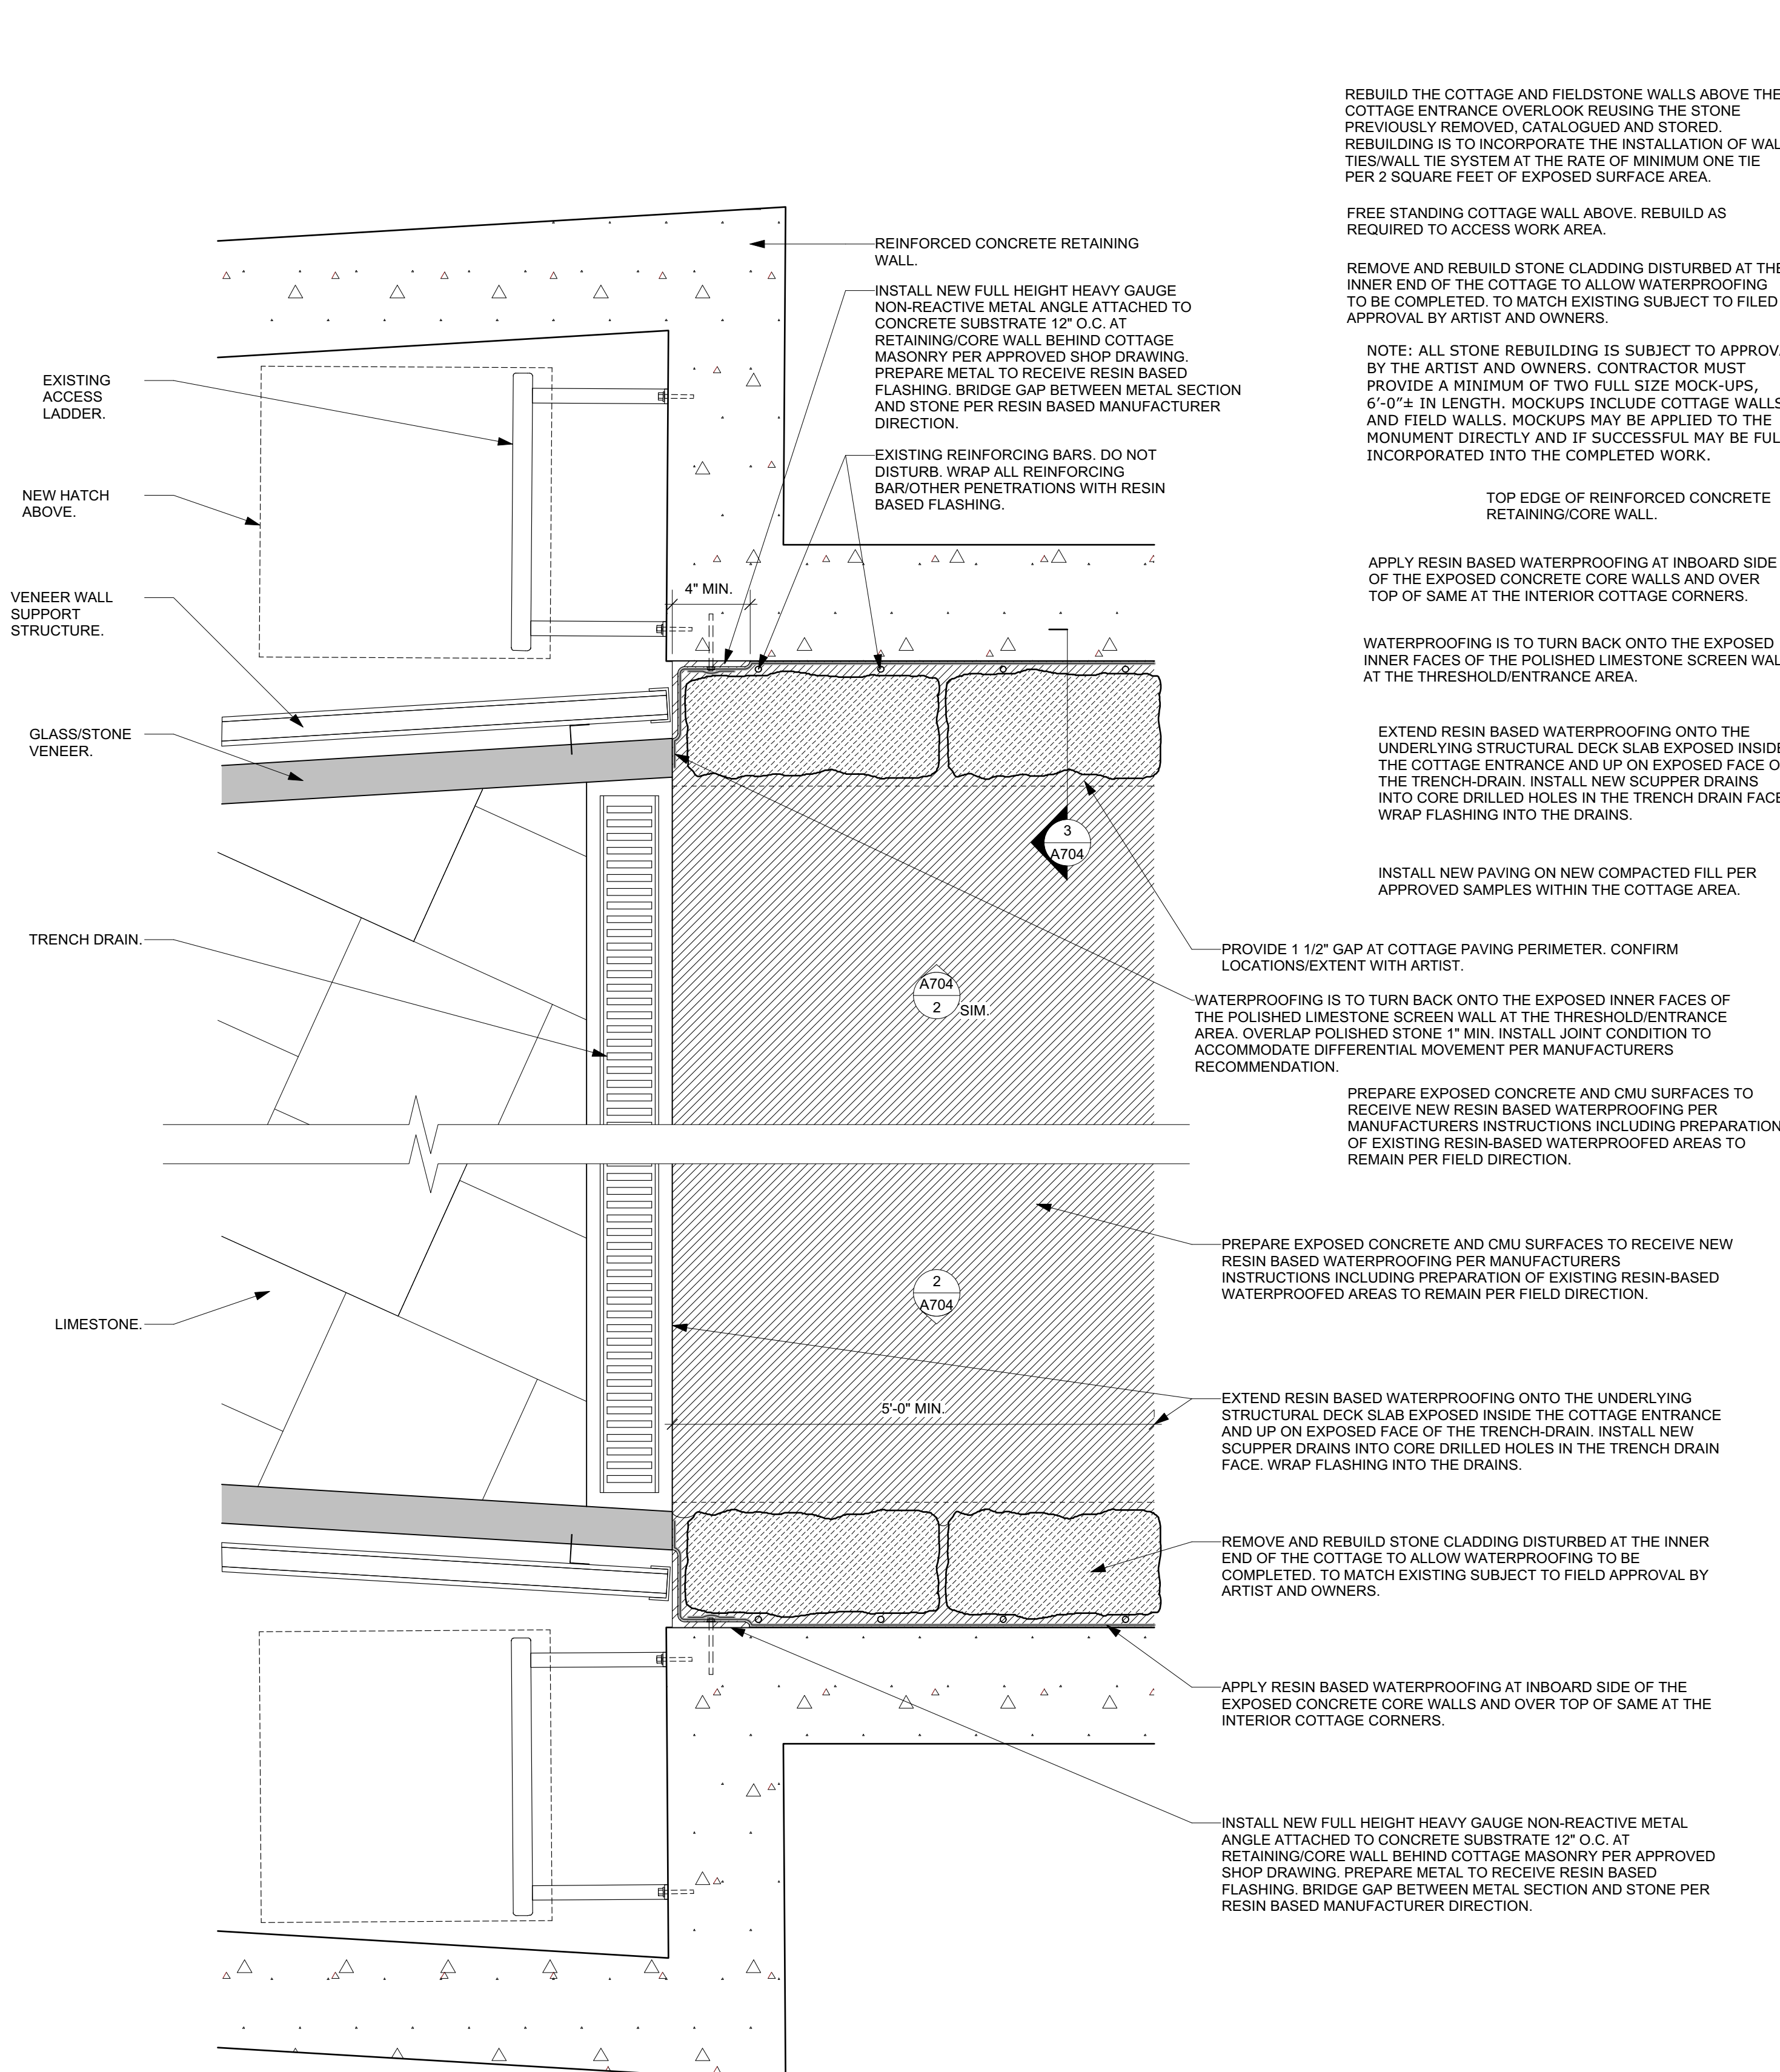 REINFORCED CONCRETE RETAINING
WALL.
INSTALL NEW FULL HEIGHT HEAVY GAUGE
NON-REACTIVE METAL ANGLE ATTACHED TO
CONCRETE SUBSTRATE 12" O.C. AT
RETAINING/CORE WALL BEHIND COTTAGE
MASONRY PER APPROVED SHOP DRAWING.
PREPARE METAL TO RECEIVE RESIN BASED
FLASHING. BRIDGE GAP BETWEEN METAL SECTION
AND STONE PER RESIN BASED MANUFACTURER
DIRECTION.
EXISTING REINFORCING BARS. DO NOT
DISTURB. WRAP ALL REINFORCING
BAR/OTHER PENETRATIONS WITH RESIN
BASED FLASHING.
EXISTING
ACCESS
LADDER.
NEW HATCH
ABOVE.
VENEER WALL
SUPPORT
STRUCTURE.
GLASS/STONE
VENEER.
TRENCH DRAIN.
LIMESTONE.
4" MIN.
3
A704
A704
2
SIM.
2
A704
5'-0" MIN.
REBUILD THE COTTAGE AND FIELDSTONE WALLS ABOVE THE
COTTAGE ENTRANCE OVERLOOK REUSING THE STONE
PREVIOUSLY REMOVED, CATALOGUED AND STORED.
REBUILDING IS TO INCORPORATE THE INSTALLATION OF WAL
TIES/WALL TIE SYSTEM AT THE RATE OF MINIMUM ONE TIE
PER 2 SQUARE FEET OF EXPOSED SURFACE AREA.
FREE STANDING COTTAGE WALL ABOVE. REBUILD AS
REQUIRED TO ACCESS WORK AREA.
REMOVE AND REBUILD STONE CLADDING DISTURBED AT THE
INNER END OF THE COTTAGE TO ALLOW WATERPROOFING
TO BE COMPLETED. TO MATCH EXISTING SUBJECT TO FILED
APPROVAL BY ARTIST AND OWNERS.
NOTE: ALL STONE REBUILDING IS SUBJECT TO APPROV
BY THE ARTIST AND OWNERS. CONTRACTOR MUST
PROVIDE A MINIMUM OF TWO FULL SIZE MOCK-UPS,
6'-0"± IN LENGTH. MOCKUPS INCLUDE COTTAGE WALLS
AND FIELD WALLS. MOCKUPS MAY BE APPLIED TO THE
MONUMENT DIRECTLY AND IF SUCCESSFUL MAY BE FUL
INCORPORATED INTO THE COMPLETED WORK.
TOP EDGE OF REINFORCED CONCRETE
RETAINING/CORE WALL.
APPLY RESIN BASED WATERPROOFING AT INBOARD SIDE
OF THE EXPOSED CONCRETE CORE WALLS AND OVER
TOP OF SAME AT THE INTERIOR COTTAGE CORNERS.
WATERPROOFING IS TO TURN BACK ONTO THE EXPOSED
INNER FACES OF THE POLISHED LIMESTONE SCREEN WAL
AT THE THRESHOLD/ENTRANCE AREA.
EXTEND RESIN BASED WATERPROOFING ONTO THE
UNDERLYING STRUCTURAL DECK SLAB EXPOSED INSIDE
THE COTTAGE ENTRANCE AND UP ON EXPOSED FACE O
THE TRENCH-DRAIN. INSTALL NEW SCUPPER DRAINS
INTO CORE DRILLED HOLES IN THE TRENCH DRAIN FACE
WRAP FLASHING INTO THE DRAINS.
INSTALL NEW PAVING ON NEW COMPACTED FILL PER
APPROVED SAMPLES WITHIN THE COTTAGE AREA.
PROVIDE 1 1/2" GAP AT COTTAGE PAVING PERIMETER. CONFIRM
LOCATIONS/EXTENT WITH ARTIST.
WATERPROOFING IS TO TURN BACK ONTO THE EXPOSED INNER FACES OF
THE POLISHED LIMESTONE SCREEN WALL AT THE THRESHOLD/ENTRANCE
AREA. OVERLAP POLISHED STONE 1" MIN. INSTALL JOINT CONDITION TO
ACCOMMODATE DIFFERENTIAL MOVEMENT PER MANUFACTURERS
RECOMMENDATION.
PREPARE EXPOSED CONCRETE AND CMU SURFACES TO
RECEIVE NEW RESIN BASED WATERPROOFING PER
MANUFACTURERS INSTRUCTIONS INCLUDING PREPARATION
OF EXISTING RESIN-BASED WATERPROOFED AREAS TO
REMAIN PER FIELD DIRECTION.
PREPARE EXPOSED CONCRETE AND CMU SURFACES TO RECEIVE NEW
RESIN BASED WATERPROOFING PER MANUFACTURERS
INSTRUCTIONS INCLUDING PREPARATION OF EXISTING RESIN-BASED
WATERPROOFED AREAS TO REMAIN PER FIELD DIRECTION.
EXTEND RESIN BASED WATERPROOFING ONTO THE UNDERLYING
STRUCTURAL DECK SLAB EXPOSED INSIDE THE COTTAGE ENTRANCE
AND UP ON EXPOSED FACE OF THE TRENCH-DRAIN. INSTALL NEW
SCUPPER DRAINS INTO CORE DRILLED HOLES IN THE TRENCH DRAIN
FACE. WRAP FLASHING INTO THE DRAINS.
REMOVE AND REBUILD STONE CLADDING DISTURBED AT THE INNER
END OF THE COTTAGE TO ALLOW WATERPROOFING TO BE
COMPLETED. TO MATCH EXISTING SUBJECT TO FIELD APPROVAL BY
ARTIST AND OWNERS.
APPLY RESIN BASED WATERPROOFING AT INBOARD SIDE OF THE
EXPOSED CONCRETE CORE WALLS AND OVER TOP OF SAME AT THE
INTERIOR COTTAGE CORNERS.
INSTALL NEW FULL HEIGHT HEAVY GAUGE NON-REACTIVE METAL
ANGLE ATTACHED TO CONCRETE SUBSTRATE 12" O.C. AT
RETAINING/CORE WALL BEHIND COTTAGE MASONRY PER APPROVED
SHOP DRAWING. PREPARE METAL TO RECEIVE RESIN BASED
FLASHING. BRIDGE GAP BETWEEN METAL SECTION AND STONE PER
RESIN BASED MANUFACTURER DIRECTION.